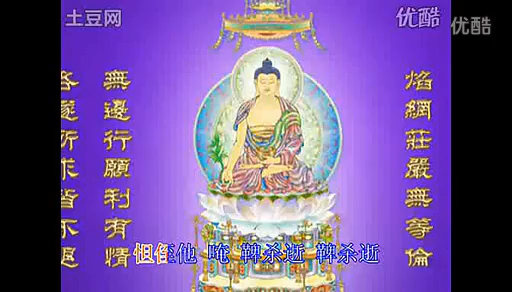 土豆网
优酷
优酷
焰網莊嚴無等倫
無邊行願利有情
各遂所求皆不退
怛侄他 唵 鞞杀逝 鞞杀逝